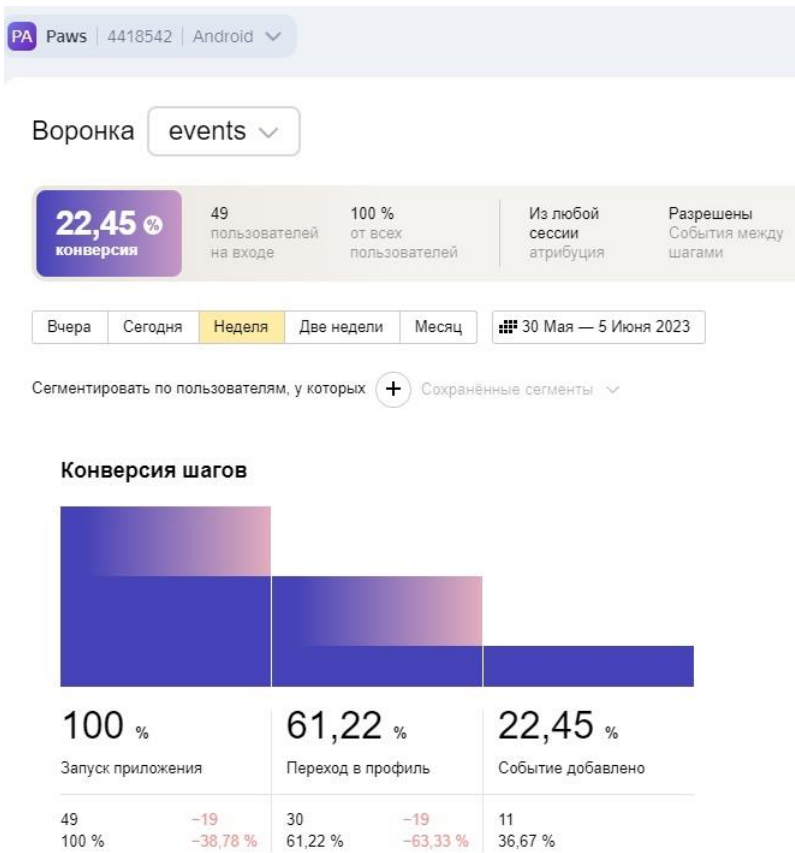 PA Paws 4418542 Android
Воронка events
22,45 %
конверсия
49
пользователей
на входе
100 %
от всех
пользователей
Из любой
сессии
атрибуция
Разрешены
События между
шагами
Вчера Сегодня Неделя Две недели Месяц 30 Мая — 5 Июня 2023
Сегментировать по пользователям, у которых + Сохранённые сегменты
Конверсия шагов
100 % 61,22 % 22,45 %
Запуск приложения Переход в профиль Событие добавлено
49 −19 30 −19 11
100 % −38,78 % 61,22 % −63,33 % 36,67 %